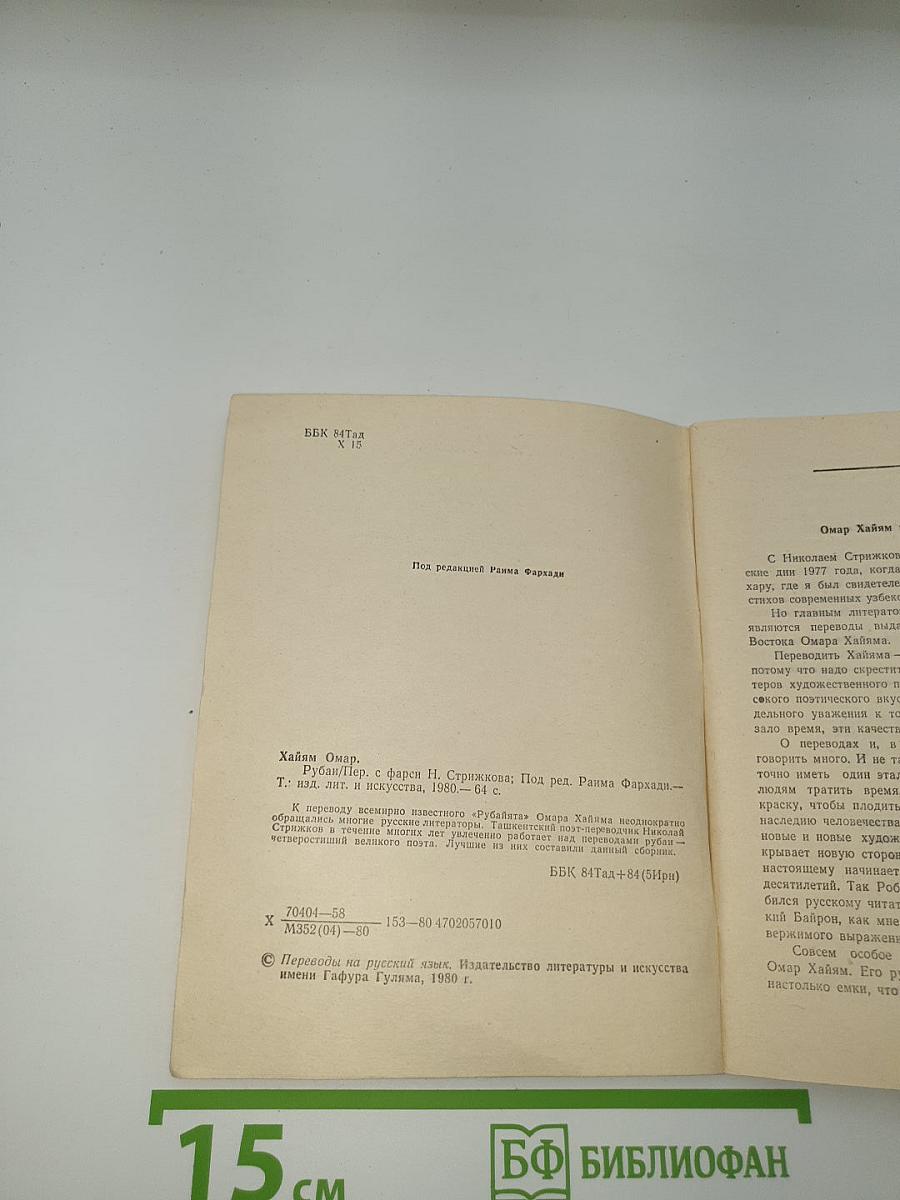 ББК 84Тад
Х 15
Под редакцией Раима Фархади
Хайям Омар.
Рубаи/Пер. с фарси Н. Стрижкова; Под ред. Раима Фархади.—
Т.: изд. лит. и искусства, 1980.— 64 с.
К переводу всемирно известного «Рубайята» Омара Хайяма неоднократно
обращались многие русские литераторы. Ташкентский поэт-переводчик Николай
Стрижков в течение многих лет увлеченно работает над переводами рубаи —
четверостиший великого поэта. Лучшие из них составили данный сборник.
ББК 84Тад+84(5Ирн)
Х 70404—58
М352(04)—80 153—80 4702057010
© Переводы на русский язык. Издательство литературы и искусства
имени Гафура Гуляма, 1980 г.
Омар Хайям
С Николаем Стрижков
ские дни 1977 года, когда
хару, где я был свидетеле
стихов современных узбекс
Но главным литерато
являются переводы выда
Востока Омара Хайяма.
Переводить Хайяма —
потому что надо скрестит
теров художественного п
сокого поэтического вкус
дельного уважения к то
зало время, эти качеств
О переводах и, в
говорить много. И не та
точно иметь один этал
людям тратить время,
краску, чтобы плодить
наследию человечества
новые и новые худож
крывает новую сторон
настоящему начинает
десятилетий. Так Роб
бился русскому читат
кий Байрон, как мне
вержимого выражени
Совсем особое
Омар Хайям. Его ру
настолько емки, что
15 см
БФ БИБЛИОФАН